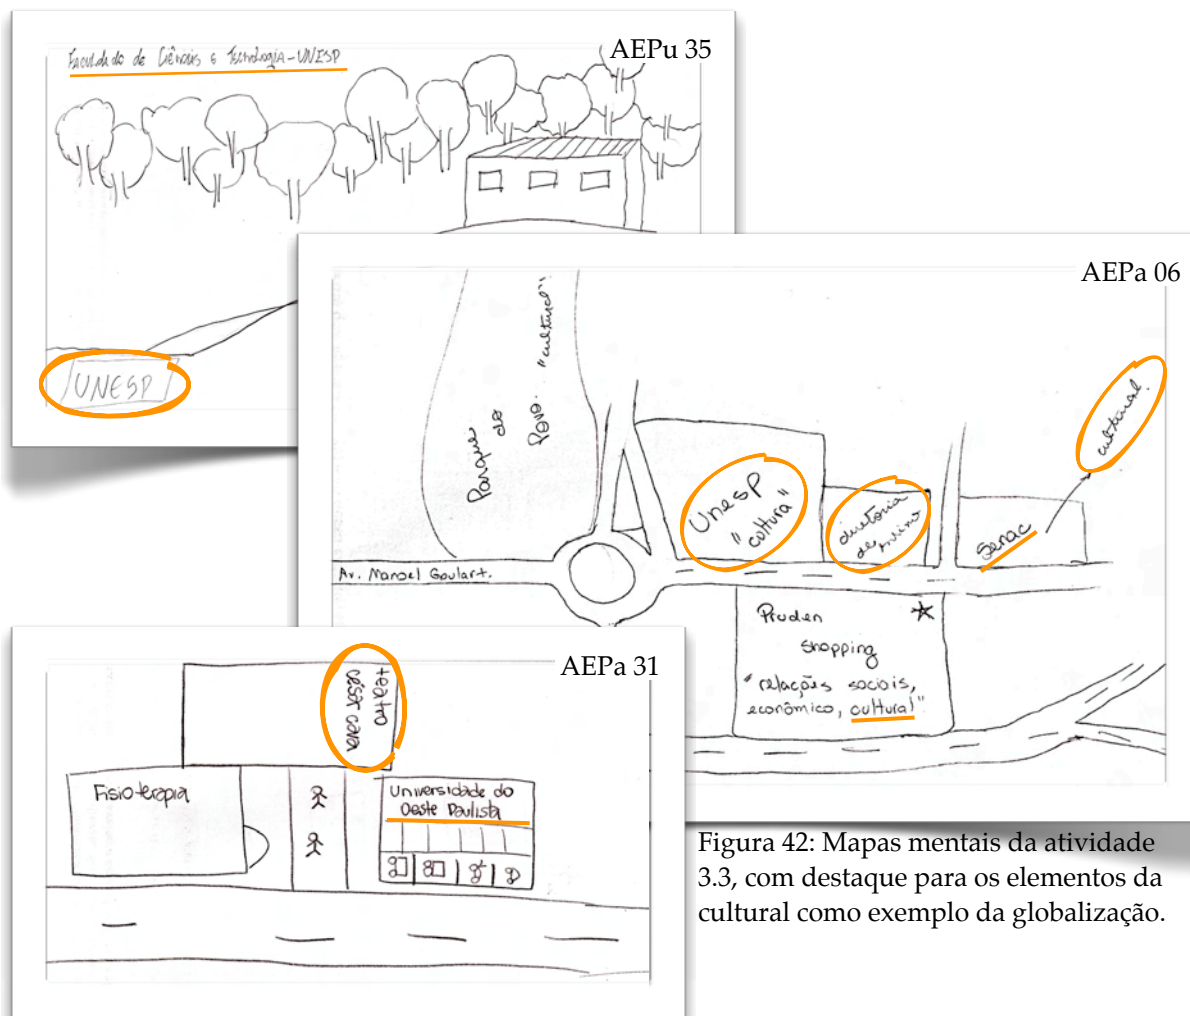 AEPu 35
Faculdade de Ciências e Tecnologia - UNESP
UNESP
AEPa 06
Parque
do
Povo. "cultural".
Unesp
"cultura"
diretoria
de ensino
Senac
cultural.
Av. Manoel Goulart.
Pruden
shopping
"relações sociais,
econômico, cultural"
AEPa 31
teatro
césar cava
Fisioterapia
Universidade do
Oeste Paulista
Figura 42: Mapas mentais da atividade
3.3, com destaque para os elementos da
cultural como exemplo da globalização.